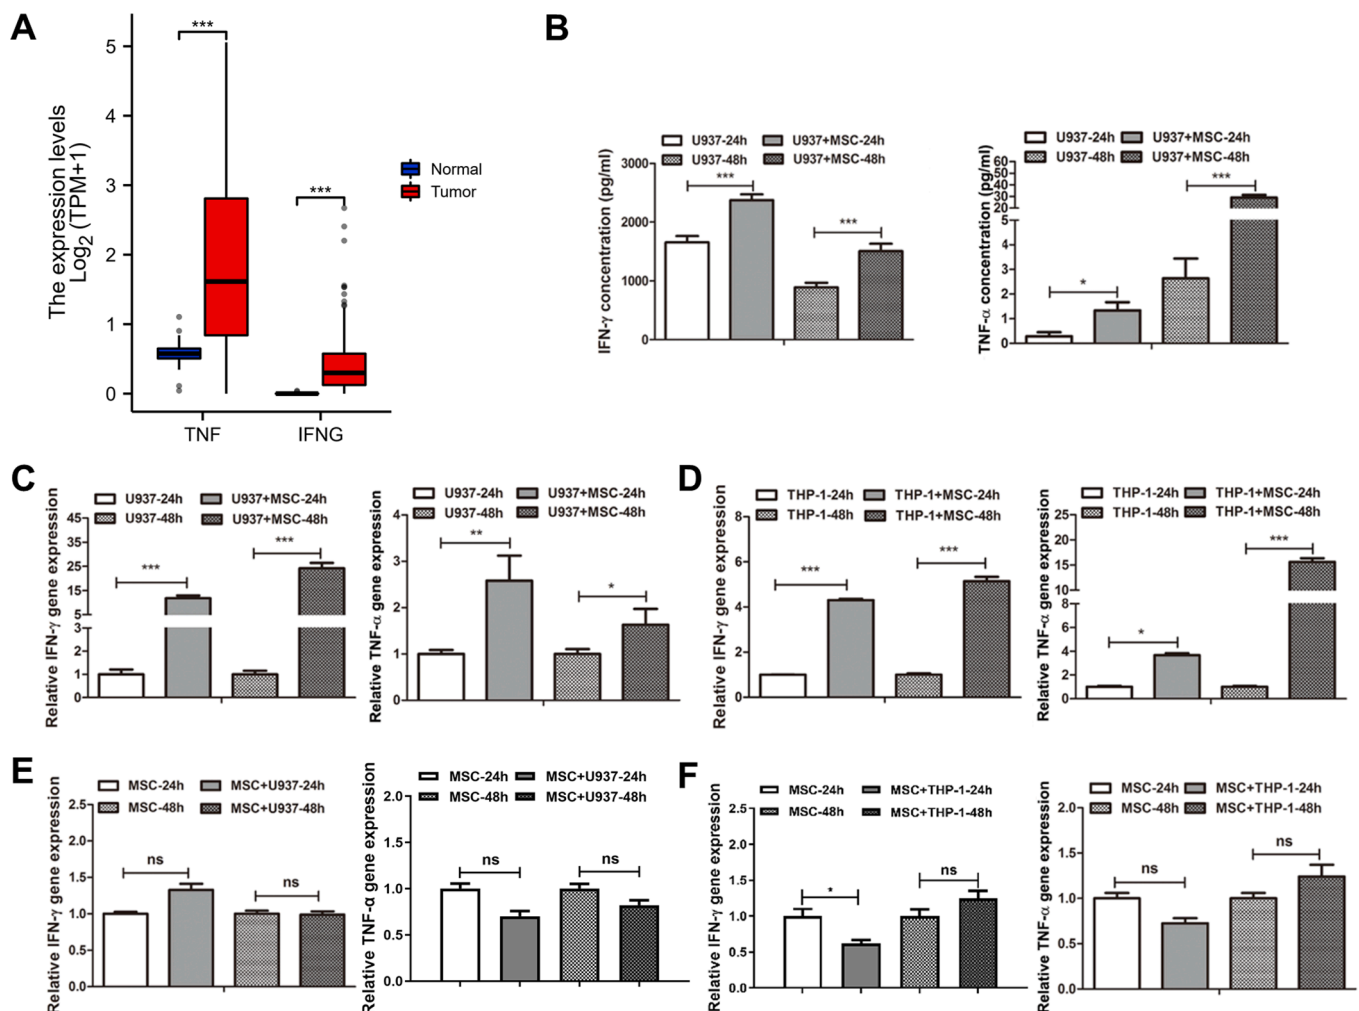 A
The expression levels
Log2 (TPM+1)
5
4
3
2
1
0
***
***
TNF
IFNG
Normal
Tumor
B
U937-24h
U937+MSC-24h
U937-48h
U937+MSC-48h
IFN-γ concentration (pg/ml)
3000
2000
1000
0
***
***
U937-24h
U937+MSC-24h
U937-48h
U937+MSC-48h
TNF-α concentration (pg/ml)
60
50
40
30
20
5
4
3
2
1
0
*
***
C
U937-24h
U937+MSC-24h
U937-48h
U937+MSC-48h
Relative IFN-γ gene expression
45
35
25
15
5
3
2
1
0
***
***
U937-24h
U937+MSC-24h
U937-48h
U937+MSC-48h
Relative TNF-α gene expression
4
3
2
1
0
**
*
D
THP-1-24h
THP-1+MSC-24h
THP-1-48h
THP-1+MSC-48h
Relative IFN-γ gene expression
8
6
4
2
0
***
***
THP-1-24h
THP-1+MSC-24h
THP-1-48h
THP-1+MSC-48h
Relative TNF-α gene expression
25
20
15
10
8
6
4
2
0
*
***
E
MSC-24h
MSC+U937-24h
MSC-48h
MSC+U937-48h
Relative IFN-γ gene expression
2.5
2.0
1.5
1.0
0.5
0.0
ns
ns
MSC-24h
MSC+U937-24h
MSC-48h
MSC+U937-48h
Relative TNF-α gene expression
2.0
1.5
1.0
0.5
0.0
ns
ns
F
MSC-24h
MSC+THP-1-24h
MSC-48h
MSC+THP-1-48h
Relative IFN-γ gene expression
2.5
2.0
1.5
1.0
0.5
0.0
*
ns
MSC-24h
MSC+THP-1-24h
MSC-48h
MSC+THP-1-48h
Relative TNF-α gene expression
2.0
1.5
1.0
0.5
0.0
ns
ns